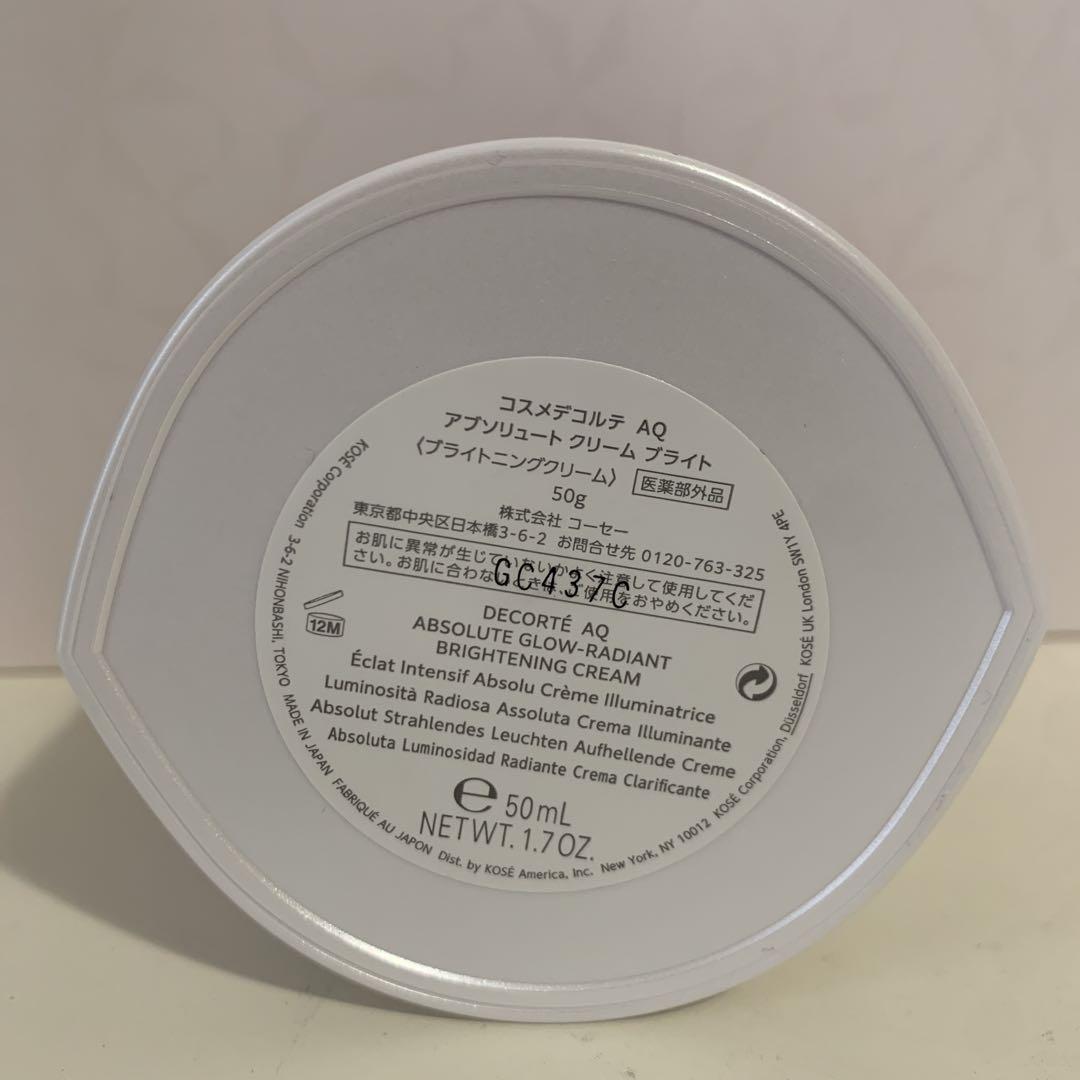 コスメデコルテ AQ
アブソリュート クリーム ブライト
〈ブライトニングクリーム〉 医薬部外品
50g
株式会社 コーセー
東京都中央区日本橋3-6-2 お問合せ先 0120-763-325
お肌に異常が生じていないかよく注意して使用してくだ
さい。お肌に合わないときは、ご使用をおやめください。
GC437C
DECORTÉ AQ
ABSOLUTE GLOW-RADIANT
BRIGHTENING CREAM
Éclat Intensif Absolu Crème Illuminatrice
Luminosità Radiosa Assoluta Crema Illuminante
Absolut Strahlendes Leuchten Aufhellende Creme
Absoluta Luminosidad Radiante Crema Clarificante
12M
e 50mL
NETWT. 1.7 OZ.
KOSÉ Corporation 3-6-2 NIHONBASHI, TOKYO MADE IN JAPAN FABRIQUÉ AU JAPON Dist. by KOSÉ America, Inc. New York, NY 10012 KOSÉ Corporation, Düsseldorf KOSÉ UK London SW1Y 4PE